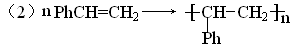 （2）nPhCH=CH₂ ⟶ ⁅CH—CH₂⁆n
Ph